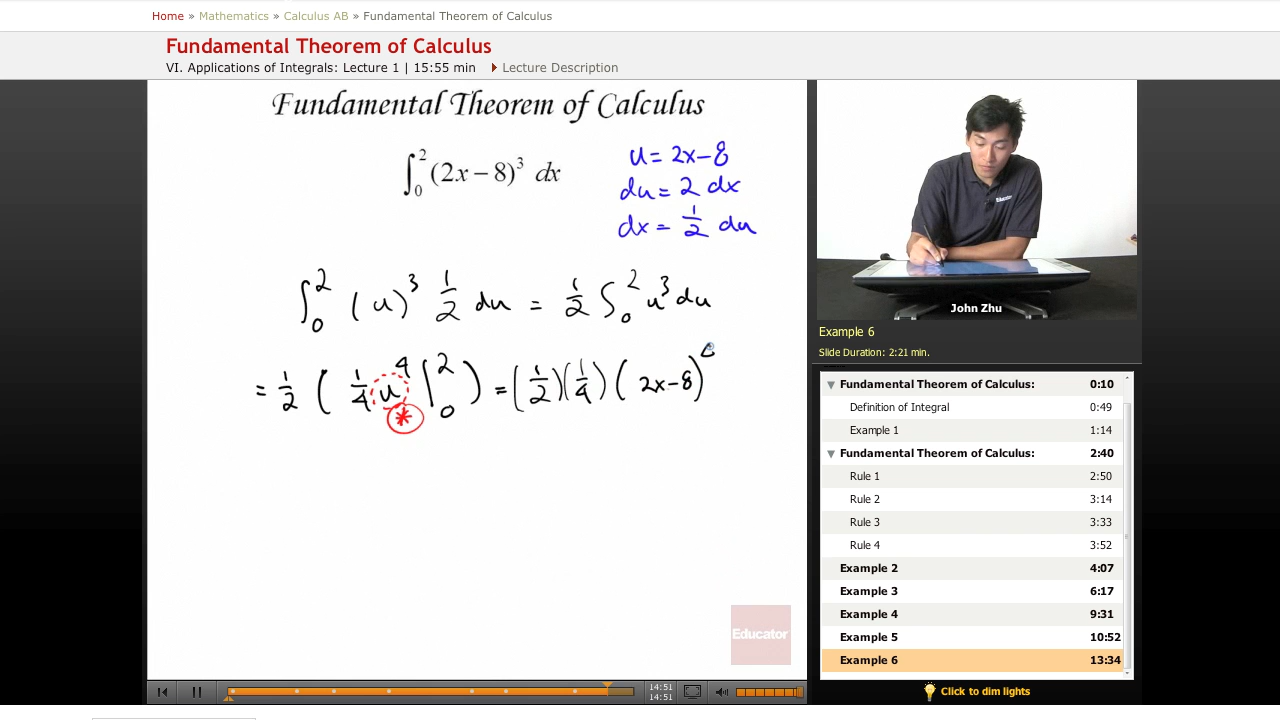 Home » Mathematics » Calculus AB » Fundamental Theorem of Calculus
Fundamental Theorem of Calculus
VI. Applications of Integrals: Lecture 1 | 15:55 min Lecture Description
Fundamental Theorem of Calculus
∫₀² (2x – 8)³ dx
u = 2x–8
du = 2 dx
dx = 1/2 du
∫₀² (u)³ 1/2 du = 1/2 ∫₀² u³ du
= 1/2 ( 1/4 u⁴ |₀² ) = (1/2)(1/4)(2x–8)
*
Educator
Educator
John Zhu
Example 6
Slide Duration: 2:21 min.
Fundamental Theorem of Calculus: 0:10
Definition of Integral 0:49
Example 1 1:14
Fundamental Theorem of Calculus: 2:40
Rule 1 2:50
Rule 2 3:14
Rule 3 3:33
Rule 4 3:52
Example 2 4:07
Example 3 6:17
Example 4 9:31
Example 5 10:52
Example 6 13:34
14:51
14:51
Click to dim lights